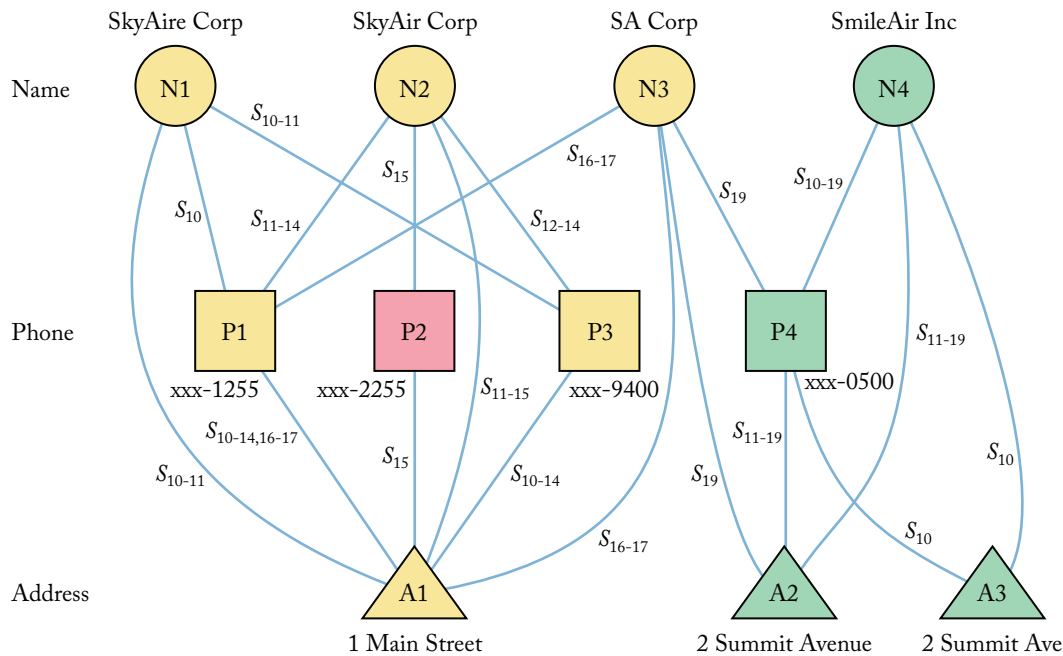 SkyAire Corp SkyAir Corp SA Corp SmileAir Inc
Name N1 N2 N3 N4
S10-11
S16-17
S15 S10-19
S19
S10 S11-14 S12-14
Phone P1 P2 P3 P4
S11-19
xxx-1255 xxx-2255 xxx-9400 xxx-0500
S11-15
S10-14,16-17 S11-19
S10-11 S15 S10-14 S19 S10
S10
S16-17
Address A1 A2 A3
1 Main Street 2 Summit Avenue 2 Summit Ave